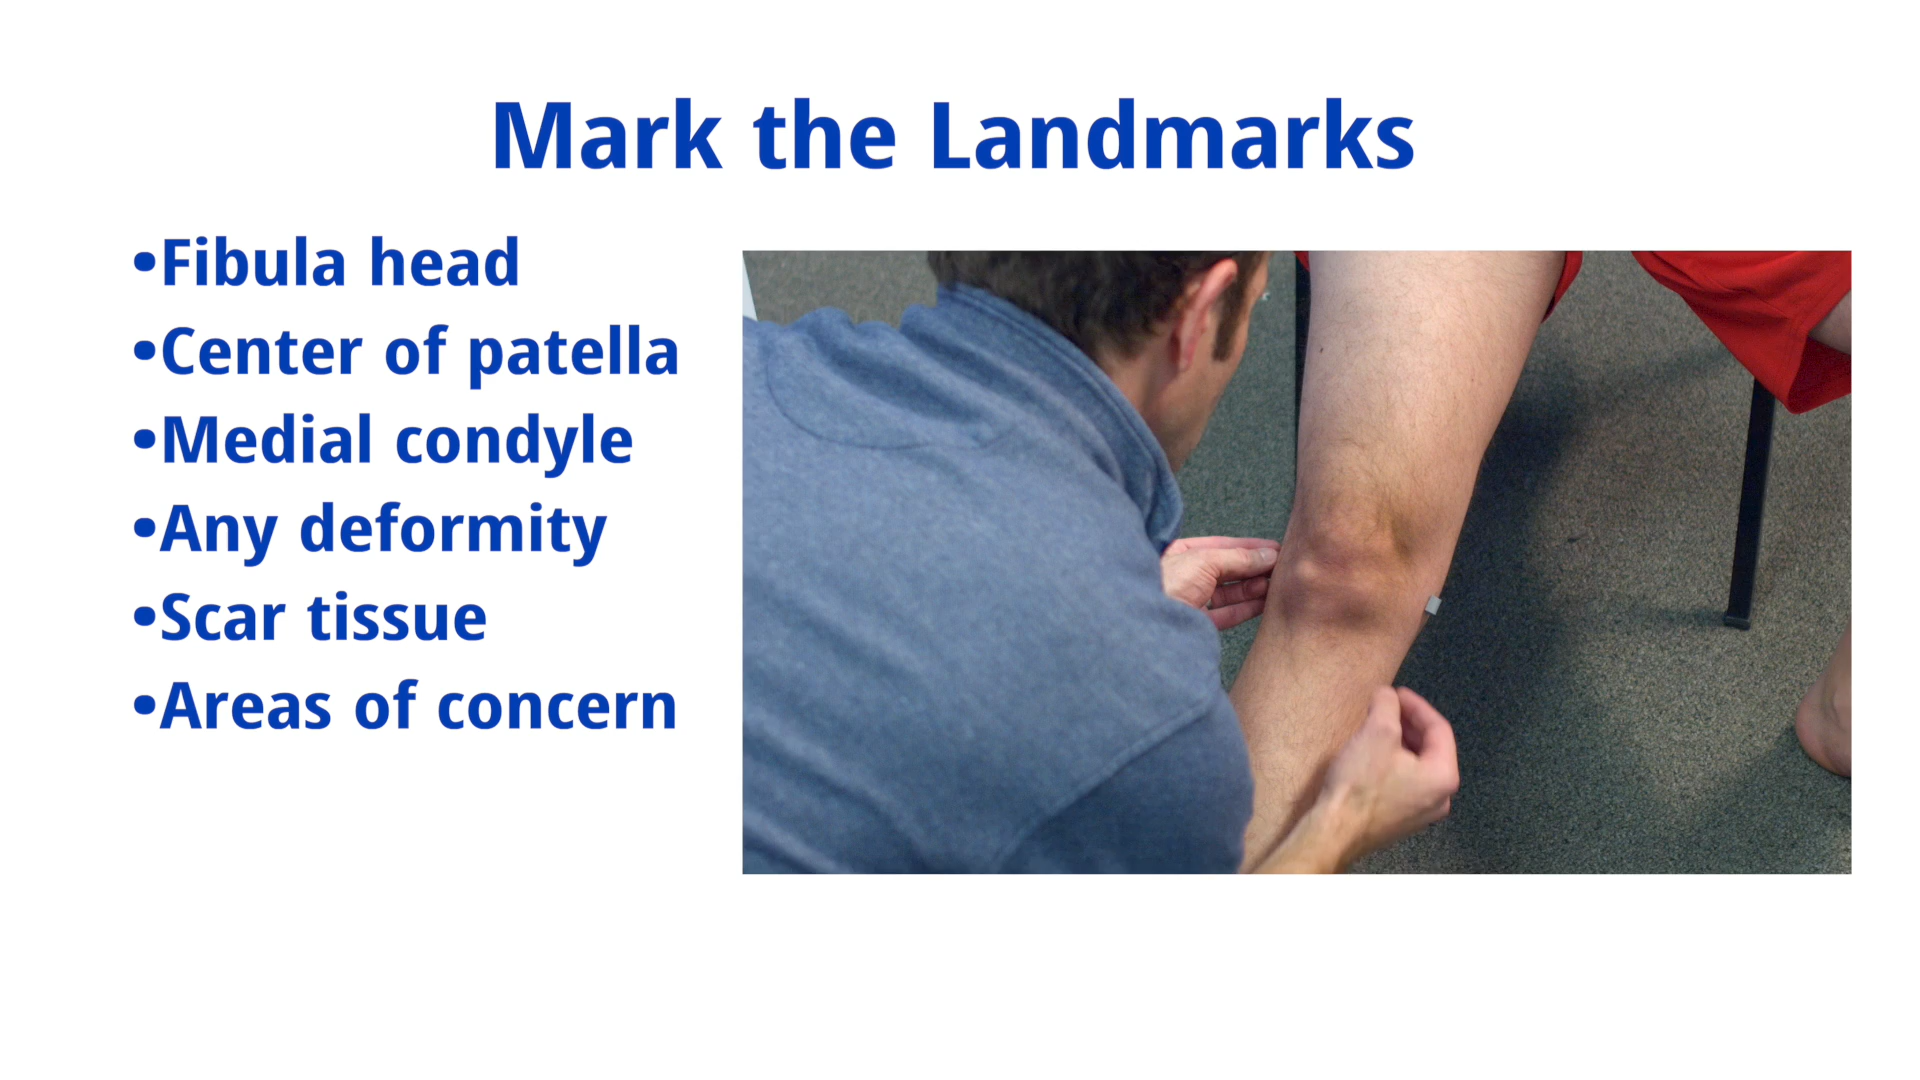 Mark the Landmarks
•Fibula head
•Center of patella
•Medial condyle
•Any deformity
•Scar tissue
•Areas of concern